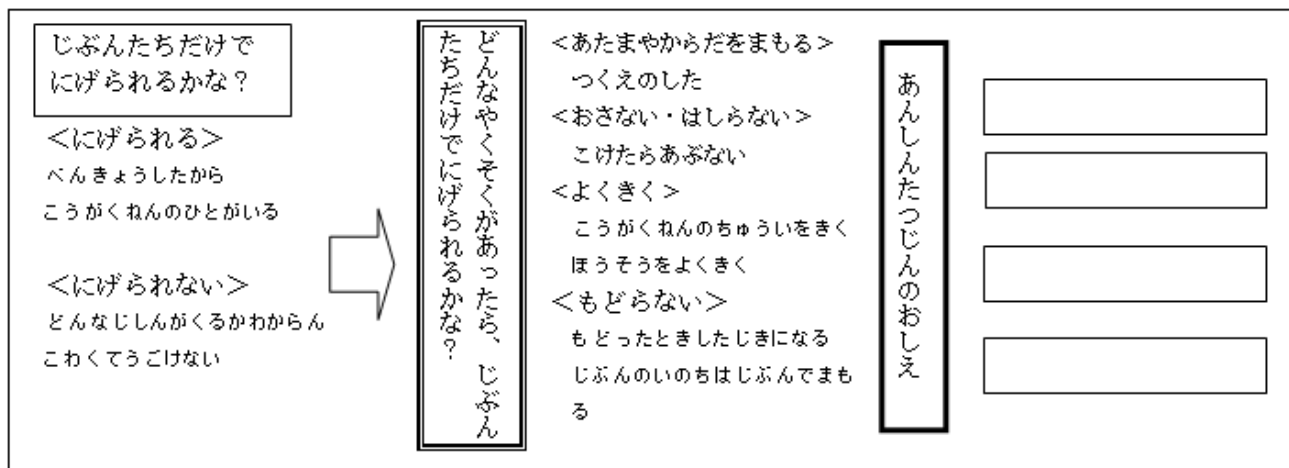 じぶんたちだけで
にげられるかな？
＜にげられる＞
べんきょうしたから
こうがくねんのひとがいる
＜にげられない＞
どんなじしんがくるかわからん
こわくてうごけない
どんなやくそくがあったら、じぶん
たちだけでにげられるかな？
＜あたまやからだをまもる＞
つくえのした
＜おさない・はしらない＞
こけたらあぶない
＜よくきく＞
こうがくねんのちゅういをきく
ほうそうをよくきく
＜もどらない＞
もどったときしたじきになる
じぶんのいのちはじぶんでまも
る
あんしんたつじんのおしえ